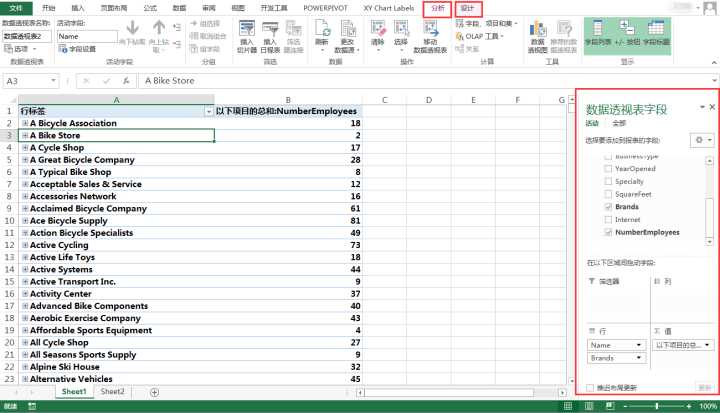 文件 开始 插入 页面布局 公式 数据 审阅 视图 开发工具 POWERPIVOT XY Chart Labels 分析 设计
数据透视表名称: 活动字段:
数据透视表2 Name
选项 字段设置 向下钻取 向上钻取
组选择
取消组合
组字段
插入切片器 插入日程表 筛选器连接
刷新 更改数据源
清除 选择 移动数据透视表
字段、项目和集
OLAP 工具
关系
数据透视图 推荐的数据透视表
字段列表 +/- 按钮 字段标题
数据透视表 活动字段 分组 筛选 数据 操作 计算 工具 显示
A3 fx A Bike Store
A B C D E F G
1 行标签 以下项目的总和:NumberEmployees
2 A Bicycle Association 18
3 A Bike Store 2
4 A Cycle Shop 17
5 A Great Bicycle Company 28
6 A Typical Bike Shop 8
7 Acceptable Sales & Service 12
8 Accessories Network 16
9 Acclaimed Bicycle Company 61
10 Ace Bicycle Supply 81
11 Action Bicycle Specialists 49
12 Active Cycling 73
13 Active Life Toys 18
14 Active Systems 44
15 Active Transport Inc. 9
16 Activity Center 37
17 Advanced Bike Components 40
18 Aerobic Exercise Company 43
19 Affordable Sports Equipment 4
20 All Cycle Shop 27
21 All Seasons Sports Supply 9
22 Alpine Ski House 32
23 Alternative Vehicles 45
Sheet1 Sheet2
就绪 100%
数据透视表字段
活动 全部
选择要添加到报表的字段:
BusinessType
YearOpened
Specialty
SquareFeet
Brands
Internet
NumberEmployees
在以下区域间拖动字段:
筛选器 列
行 Σ 值
Name 以下项目的总...
Brands
推迟布局更新 更新